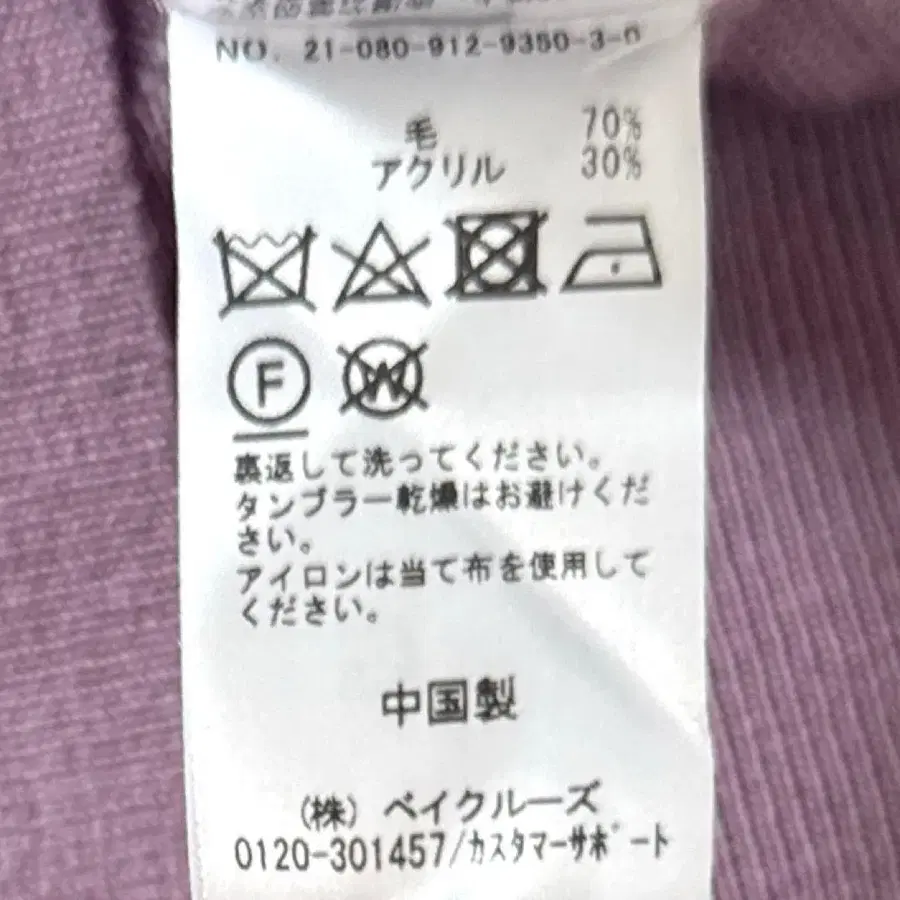 NO. 21-080-912-9350-3-0
毛 70%
アクリル 30%
F W
裏返して洗ってください。
タンブラー乾燥はお避けくだ
さい。
アイロンは当て布を使用して
ください。
中国製
(株) ベイクルーズ
0120-301457/カスタマーサポート